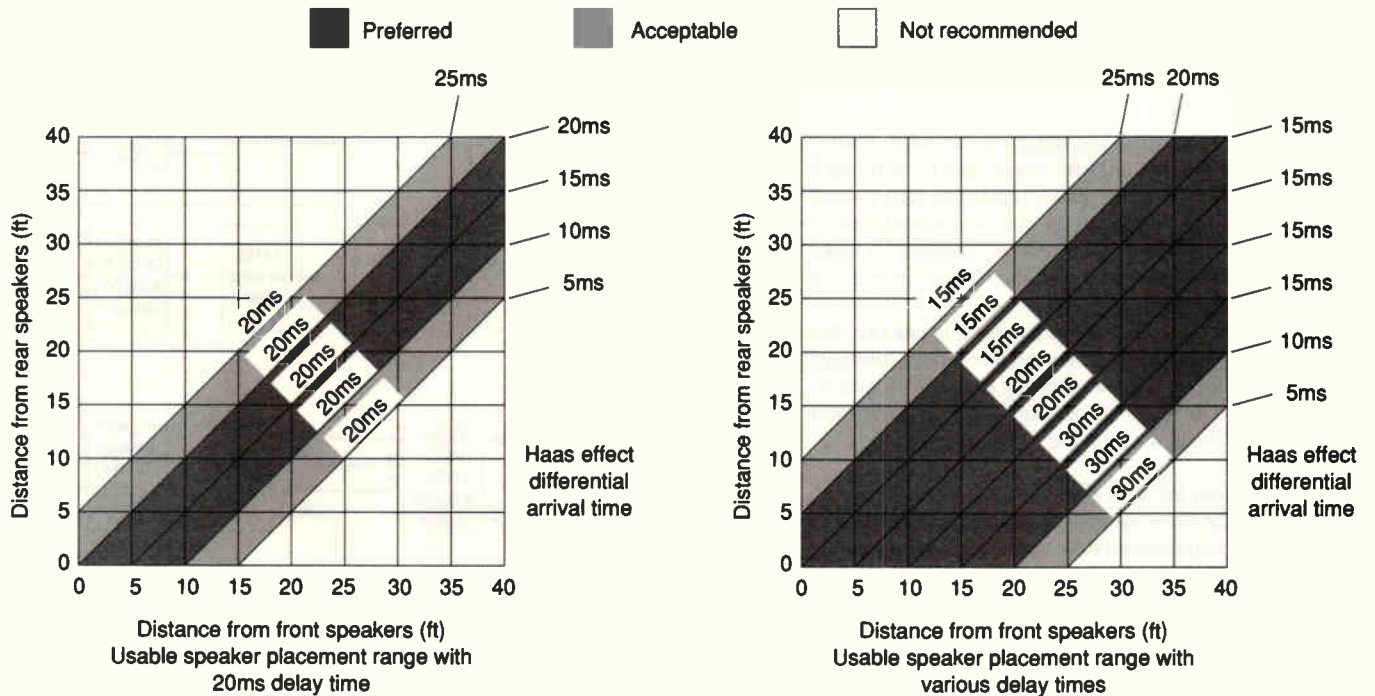 Preferred
Acceptable
Not recommended
25ms
20ms
15ms
10ms
5ms
40
35
30
25
20
15
10
5
0
Distance from rear speakers (ft)
20ms
20ms
20ms
20ms
20ms
Haas effect
differential
arrival time
0 5 10 15 20 25 30 35 40
Distance from front speakers (ft)
Usable speaker placement range with
20ms delay time
25ms 20ms
15ms
15ms
15ms
15ms
10ms
5ms
40
35
30
25
20
15
10
5
0
Distance from rear speakers (ft)
15ms
15ms
15ms
20ms
20ms
30ms
30ms
30ms
Haas effect
differential
arrival time
0 5 10 15 20 25 30 35 40
Distance from front speakers (ft)
Usable speaker placement range with
various delay times